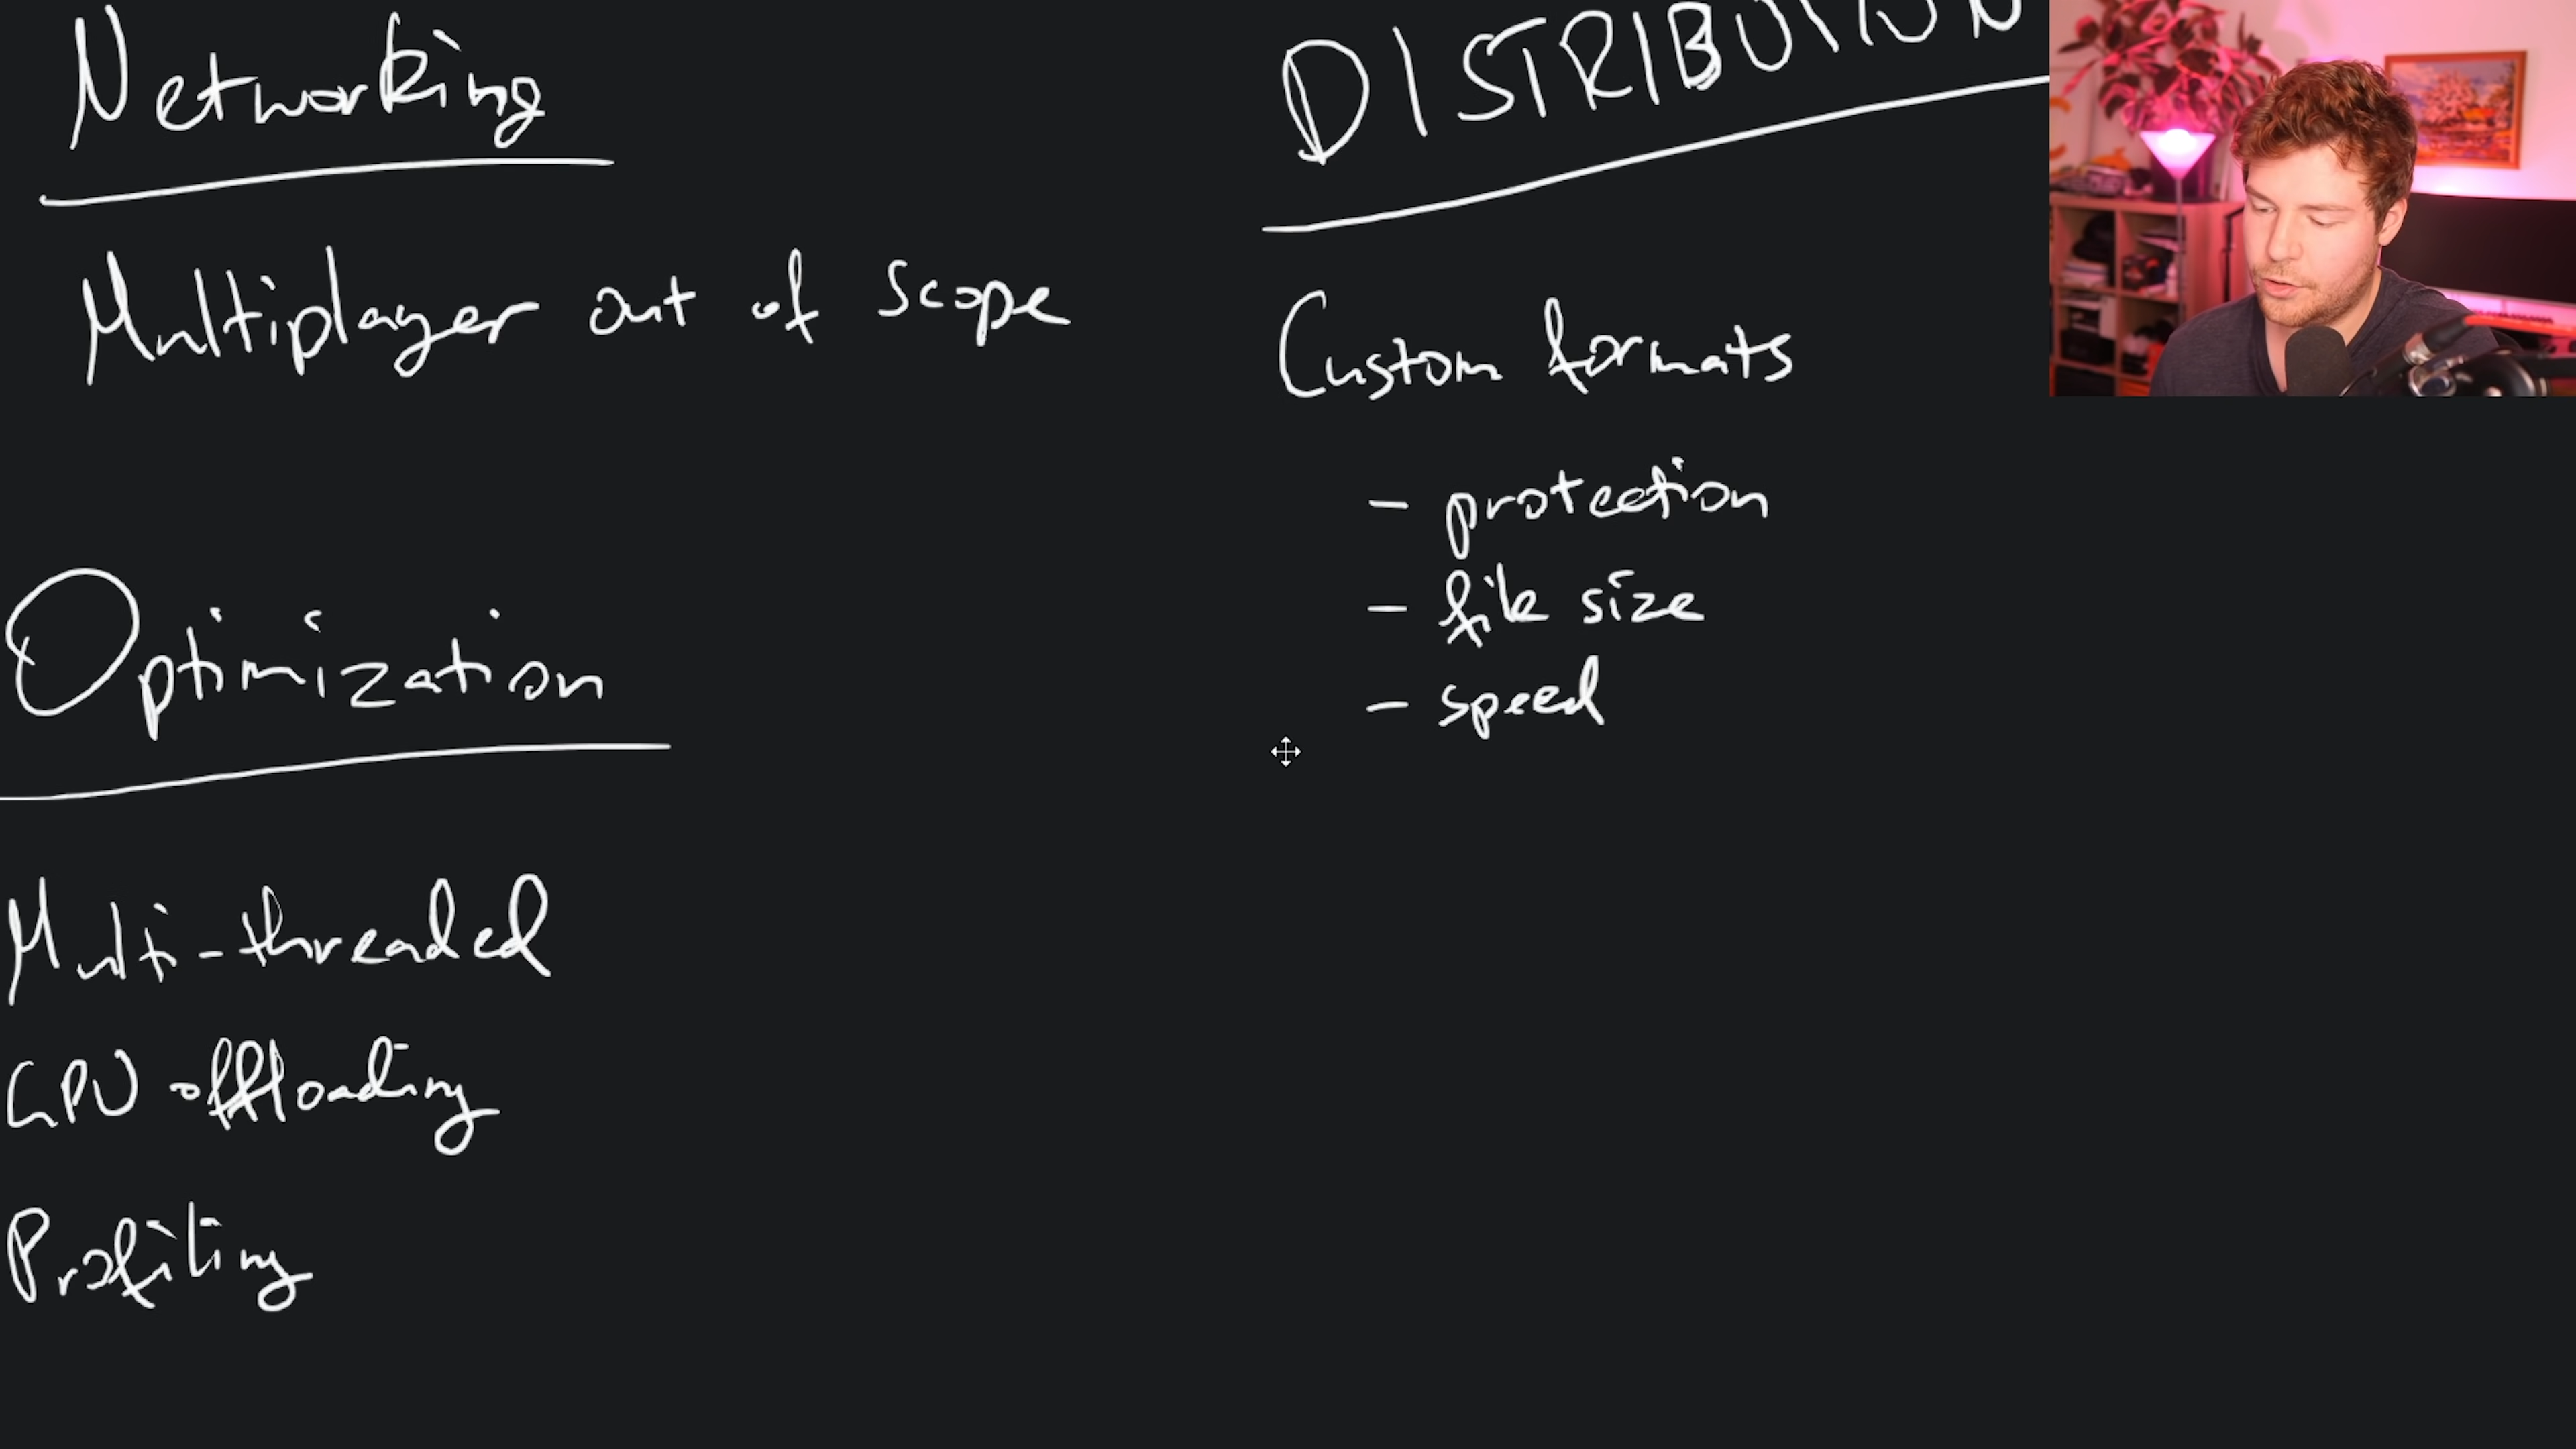 Networking
Multiplayer out of scope
Optimization
Multi-threaded
GPU offloading
Profiling
DISTRIBUTION
Custom formats
- protection
- file size
- speed